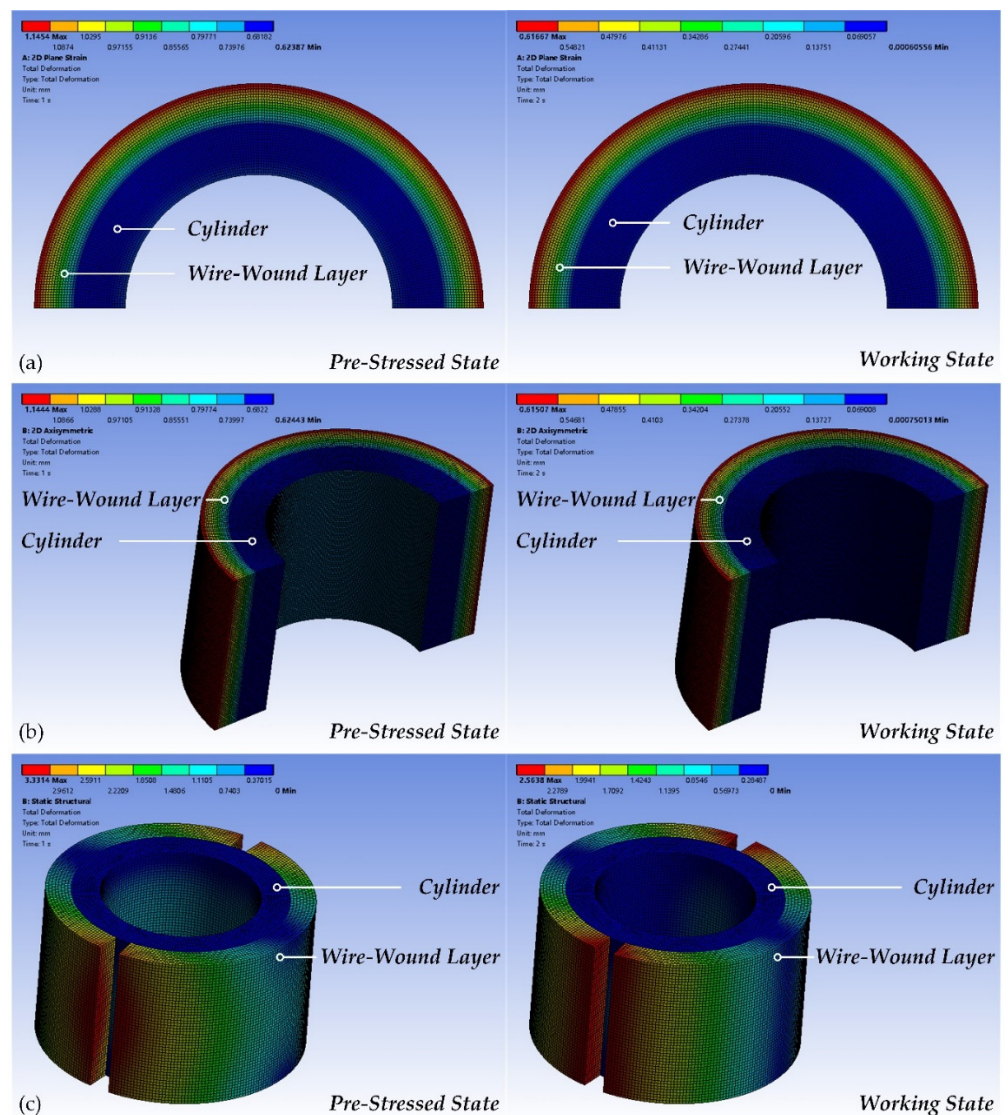 1.1454 Max 1.0295 0.9136 0.79771 0.68182
1.0874 0.97155 0.85565 0.73976 0.62387 Min
A: 2D Plane Strain
Total Deformation
Type: Total Deformation
Unit: mm
Time: 1 s
Cylinder
Wire-Wound Layer
(a)
Pre-Stressed State
0.61667 Max 0.47976 0.34286 0.20596 0.069057
0.54821 0.41131 0.27441 0.13751 0.00060556 Min
A: 2D Plane Strain
Total Deformation
Type: Total Deformation
Unit: mm
Time: 2 s
Cylinder
Wire-Wound Layer
Working State
1.1444 Max 1.0288 0.91328 0.79774 0.6822
1.0866 0.97105 0.85551 0.73997 0.62443 Min
B: 2D Axisymmetric
Total Deformation
Type: Total Deformation
Unit: mm
Time: 1 s
Wire-Wound Layer
Cylinder
(b)
Pre-Stressed State
0.61507 Max 0.47855 0.34204 0.20552 0.06900
0.54681 0.4103 0.27378 0.13727 0.00075013 Min
B: 2D Axisymmetric
Total Deformation
Type: Total Deformation
Unit: mm
Time: 2 s
Wire-Wound Layer
Cylinder
Working State
3.3314 Max 2.5911 1.8508 1.1105 0.37015
2.9612 2.2209 1.4806 0.7403 0 Min
B: Static Structural
Total Deformation
Type: Total Deformation
Unit: mm
Time: 1 s
Cylinder
Wire-Wound Layer
(c)
Pre-Stressed State
2.5638 Max 1.9941 1.4243 0.8546 0.28487
2.2789 1.7092 1.1395 0.56973 0 Min
B: Static Structural
Total Deformation
Type: Total Deformation
Unit: mm
Time: 2 s
Cylinder
Wire-Wound Layer
Working State